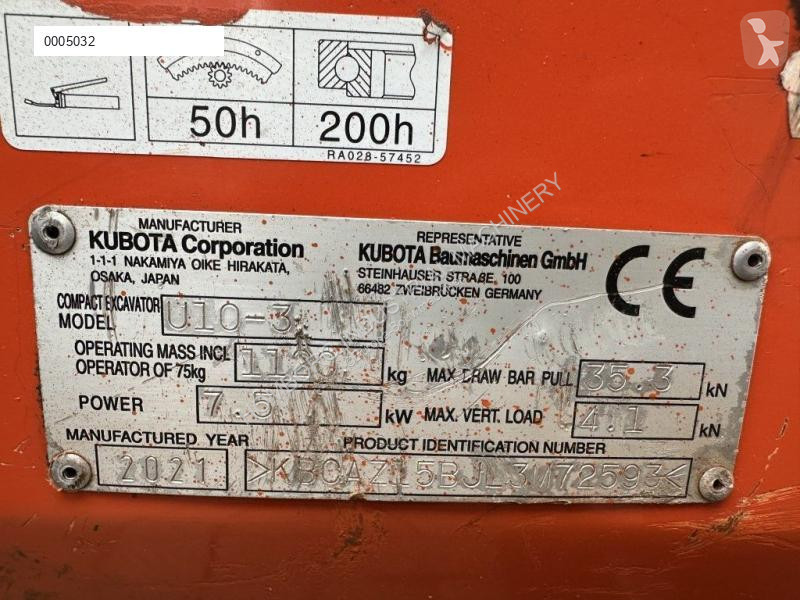 0005032
50h
200h
RA028-57452
MANUFACTURER
KUBOTA Corporation
1-1-1 NAKAMIYA OIKE HIRAKATA,
OSAKA, JAPAN
REPRESENTATIVE
KUBOTA Baumaschinen GmbH
STEINHAUSER STRAßE, 100
66482 ZWEIBRÜCKEN GERMANY
CE
COMPACT EXCAVATOR
MODEL U10-3
OPERATING MASS INCL
OPERATOR OF 75kg 1120 kg
MAX DRAW BAR PULL 35.3 kN
POWER 7.5 kW
MAX. VERT. LOAD 4.1 kN
MANUFACTURED YEAR
2021
PRODUCT IDENTIFICATION NUMBER